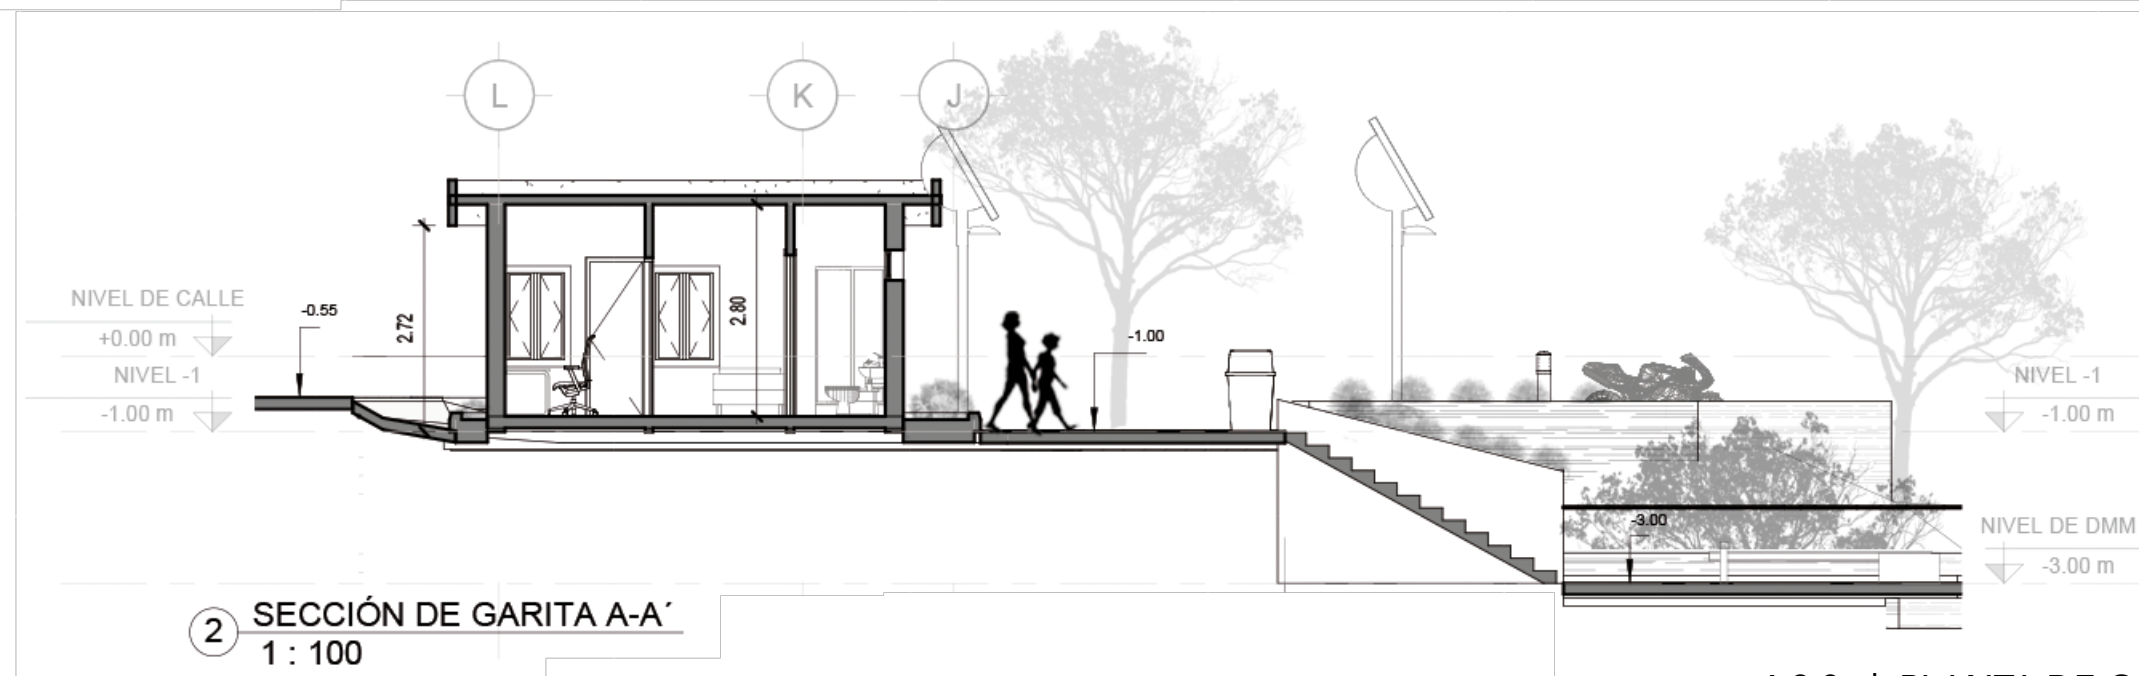 L
K
J
NIVEL DE CALLE
+0.00 m
NIVEL -1
-1.00 m
-0.55
2.72
2.80
-1.00
NIVEL -1
-1.00 m
-3.00
NIVEL DE DMM
-3.00 m
2
SECCIÓN DE GARITA A-A´
1 : 100